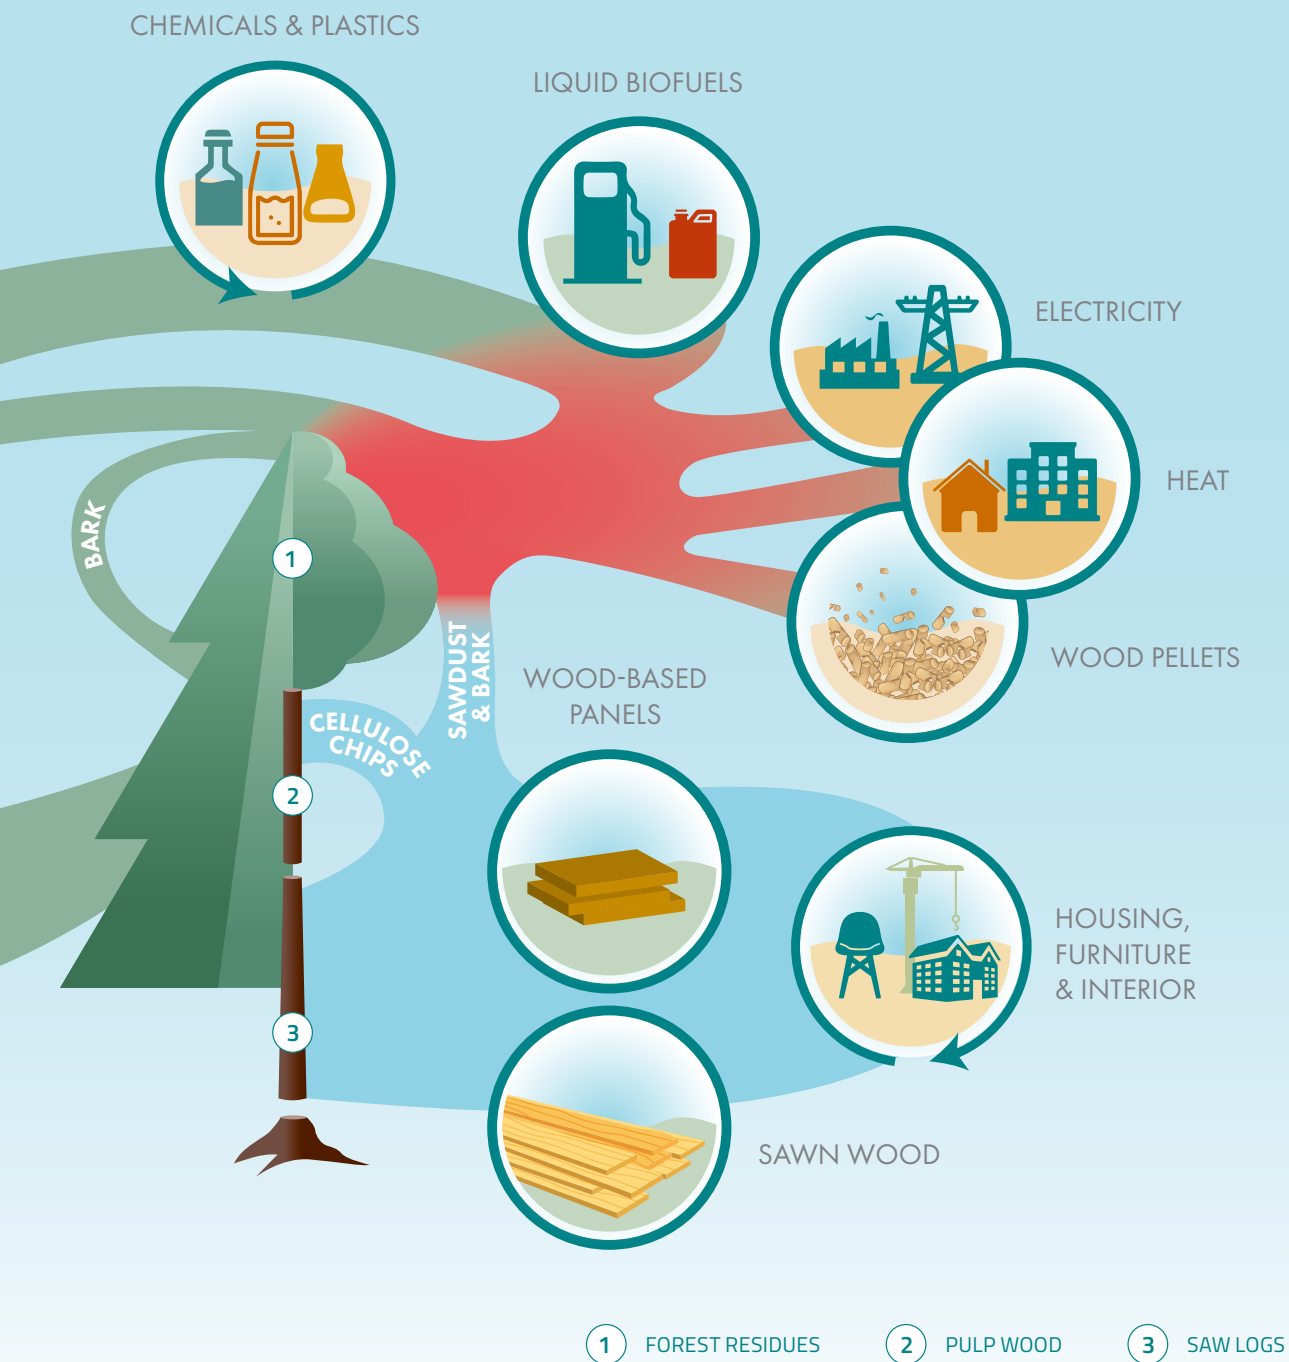 CHEMICALS & PLASTICS
LIQUID BIOFUELS
ELECTRICITY
HEAT
BARK
1
SAWDUST
& BARK
WOOD PELLETS
WOOD-BASED
PANELS
CELLULOSE
CHIPS
2
HOUSING,
FURNITURE
& INTERIOR
3
SAWN WOOD
1 FOREST RESIDUES
2 PULP WOOD
3 SAW LOGS